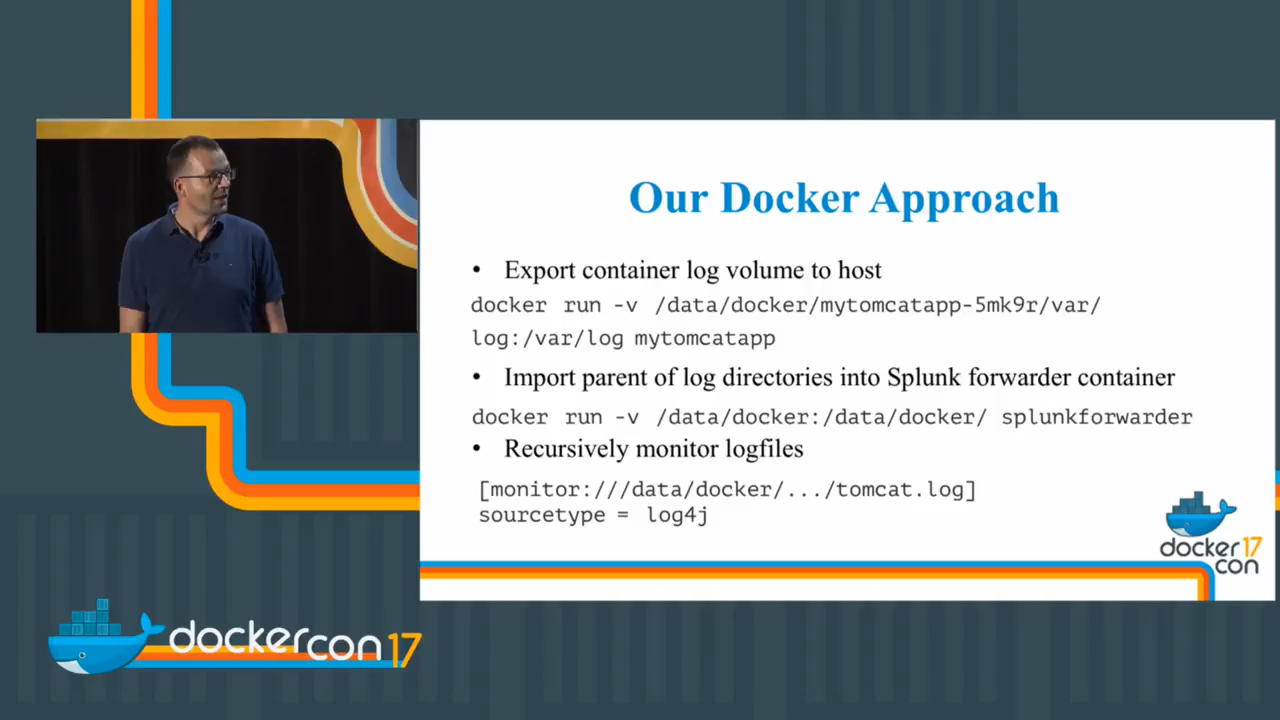 Our Docker Approach
• Export container log volume to host
docker run -v /data/docker/mytomcatapp-5mk9r/var/
log:/var/log mytomcatapp
• Import parent of log directories into Splunk forwarder container
docker run -v /data/docker:/data/docker/ splunkforwarder
• Recursively monitor logfiles
[monitor:///data/docker/.../tomcat.log]
sourcetype = log4j
docker 17
con
dockercon 17